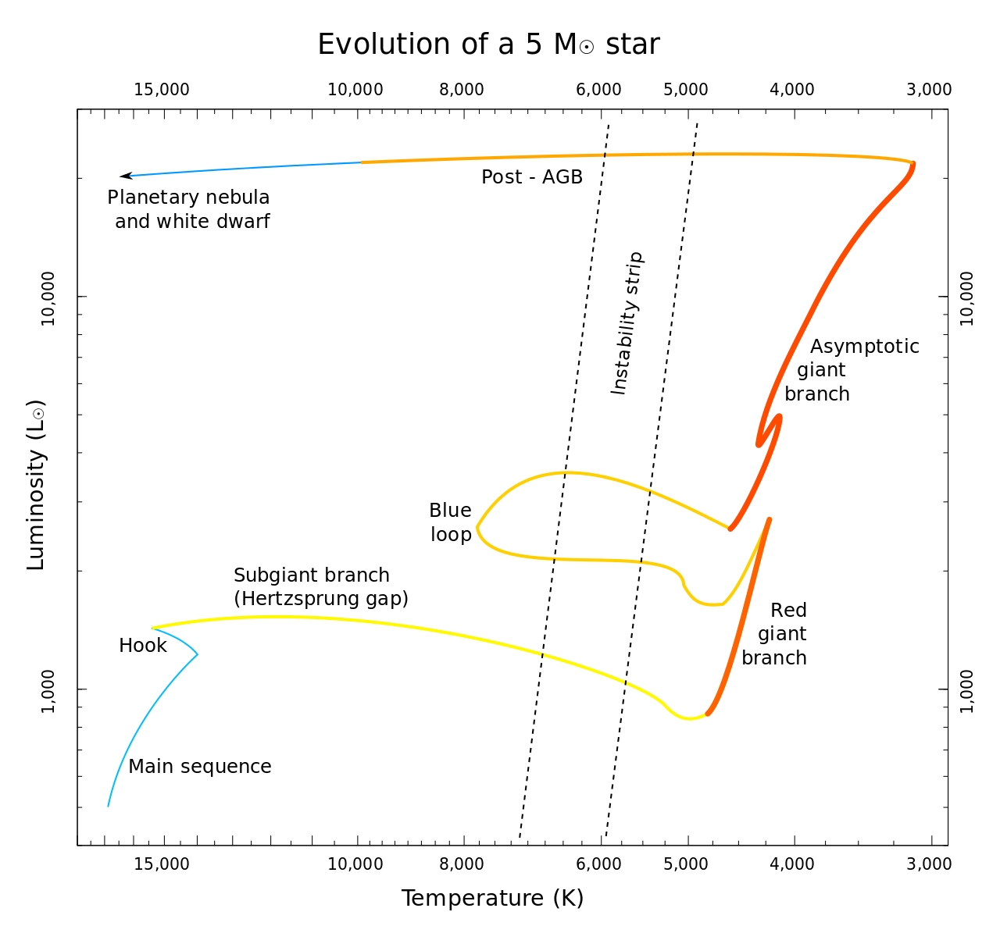 Evolution of a 5 M☉ star
15,000 10,000 8,000 6,000 5,000 4,000 3,000
Post - AGB
Planetary nebula
and white dwarf
Instability strip
10,000
10,000
Asymptotic
giant
branch
Luminosity (L☉)
Blue
loop
Subgiant branch
(Hertzsprung gap)
Red
giant
branch
Hook
1,000
1,000
Main sequence
15,000 10,000 8,000 6,000 5,000 4,000 3,000
Temperature (K)